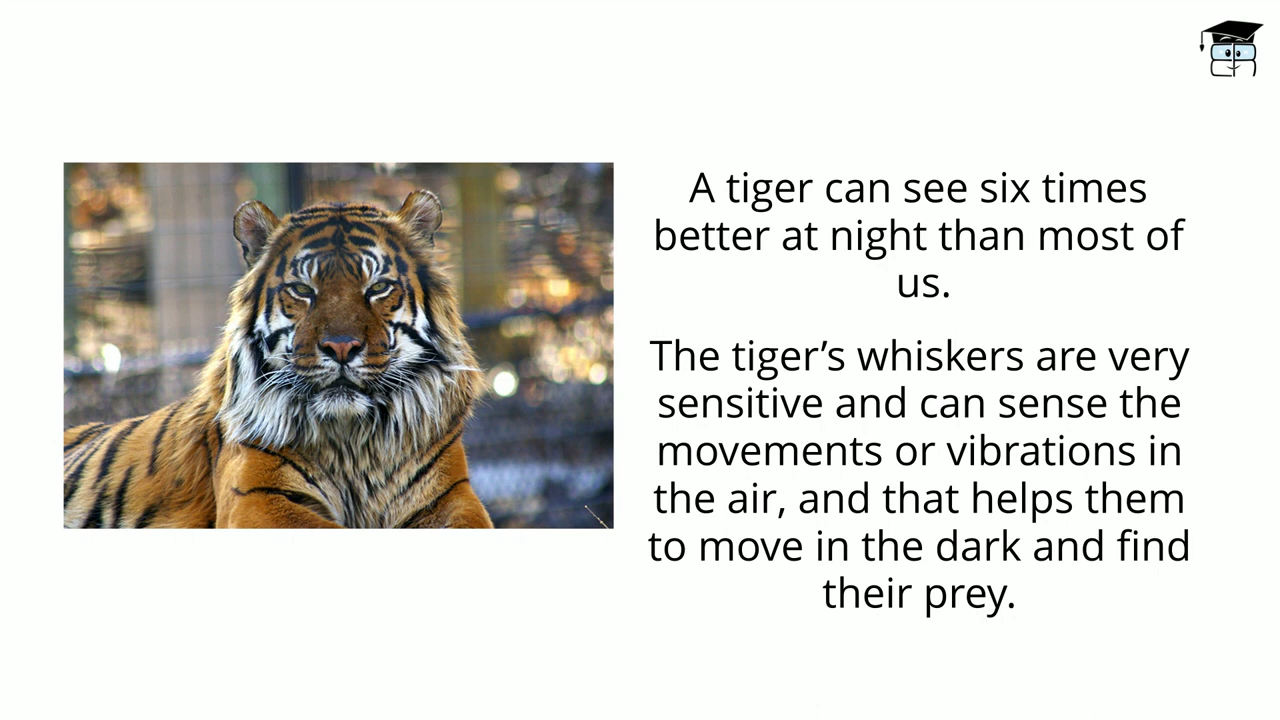 A tiger can see six times
better at night than most of
us.
The tiger’s whiskers are very
sensitive and can sense the
movements or vibrations in
the air, and that helps them
to move in the dark and find
their prey.